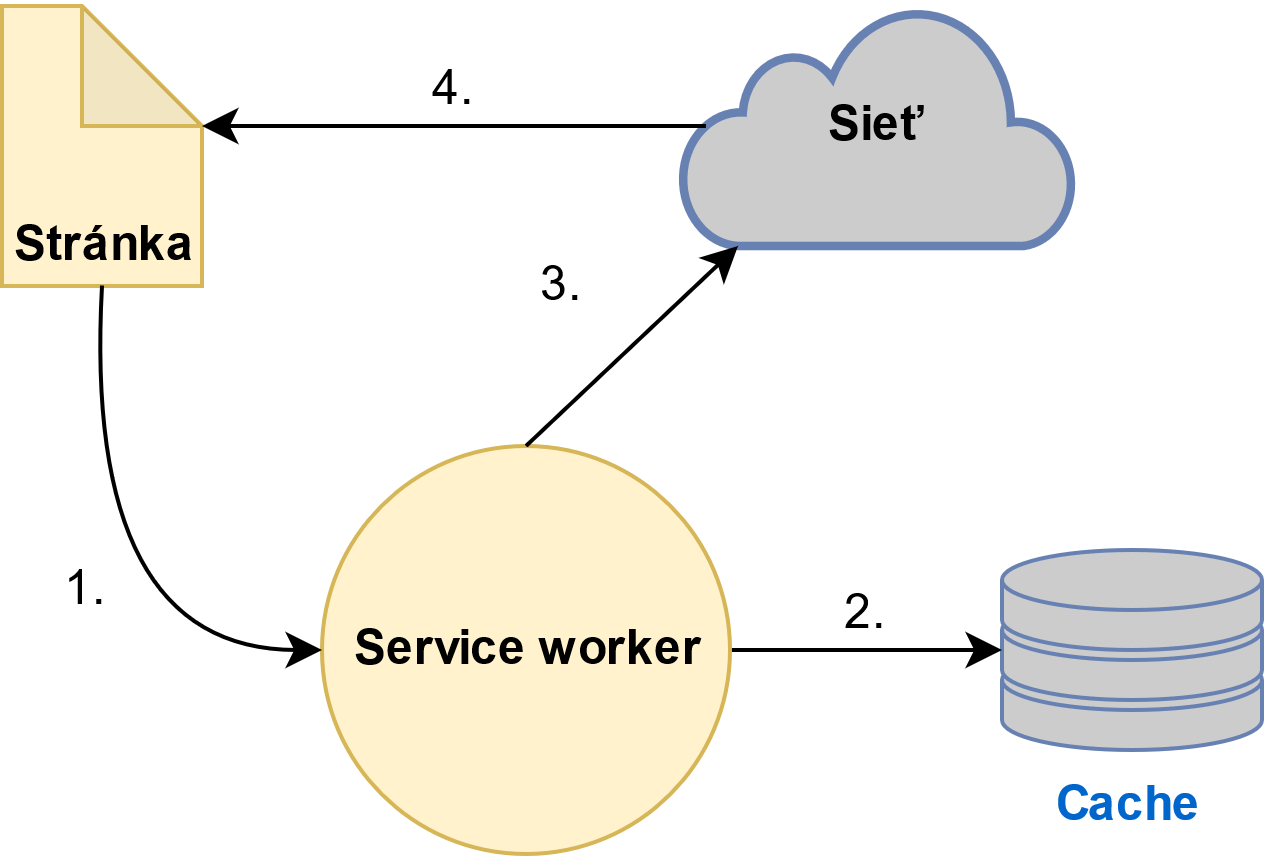 4.
Sieť
Stránka
3.
1.
2.
Service worker
Cache